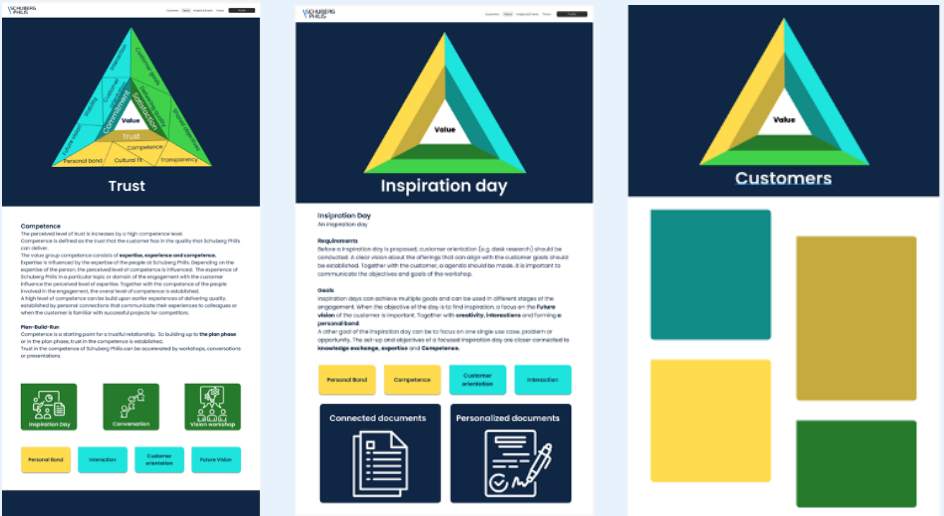 SCHUBERG
PHILIS
Trust
Interaction
Customer goals
Stability
Customer
Commitment
Satisfaction
Delivering quality
Shared objectives
Future vision
Value
Trust
Competence
Personal bond
Cultural fit
Transparency
Trust
Competence
The perceived level of trust is increases by a high competence level.
Competence is defined as the trust that the customer has in the quality that Schuberg Philis
can deliver.
The value group competence consists of expertise, experience and competence.
Expertise is influenced by the expertise of the people at Schuberg Philis. Depending on the
expertise of the person, the perceived level of competence is influenced. The experience of
Schuberg Philis in a particular topic or domain of the engagement with the customer
influence the perceived level of expertise. Together with the competence of the people
involved in the engagement, the overal level of competence is established.
A high level of competence can be build upon earlier experiences of delivering quality,
established by personal connections that communicate their experiences to colleagues or
when the customer is familiar with successful projects for competitors.
Plan-Build-Run
Competence is a starting point for a trustful relationship. So building up to the plan phase
or in the plan phase, trust in the competence is established.
Trust in the competence of Schuberg Philis can be accelerated by workshops, conversations
or presentations.
Inspiration Day
Conversation
Vision workshop
Personal Bond
Interaction
Customer
orientation
Future Vision
SCHUBERG
PHILIS
Value
Inspiration day
Insipration Day
An inspiration day
Requirements
Before a inspiration day is proposed, customer orientation (e.g. desk research) should be
conducted. A clear vision about the offerings that can align with the customer goals should
be established. Together with the customer, a agenda should be made. It is important to
communicate the objectives and goals of the workshop.
Goals
Inspiration days can achieve multiple goals and can be used in different stages of the
engagement. When the objective of the day is to find inspiration, a focus on the Future
vision of the customer is important. Together with creativity, interactions and forming a
personal bond.
A other goal of the inspiration day can be to focus on one single use case, problem or
opportunity. The set-up and objectives of a focused inspiration day are closer connected to
knowledge exchange, expertise and Competence.
Personal Bond
Competence
Customer
orientation
Interaction
Connected documents
Personalized documents
Value
Customers